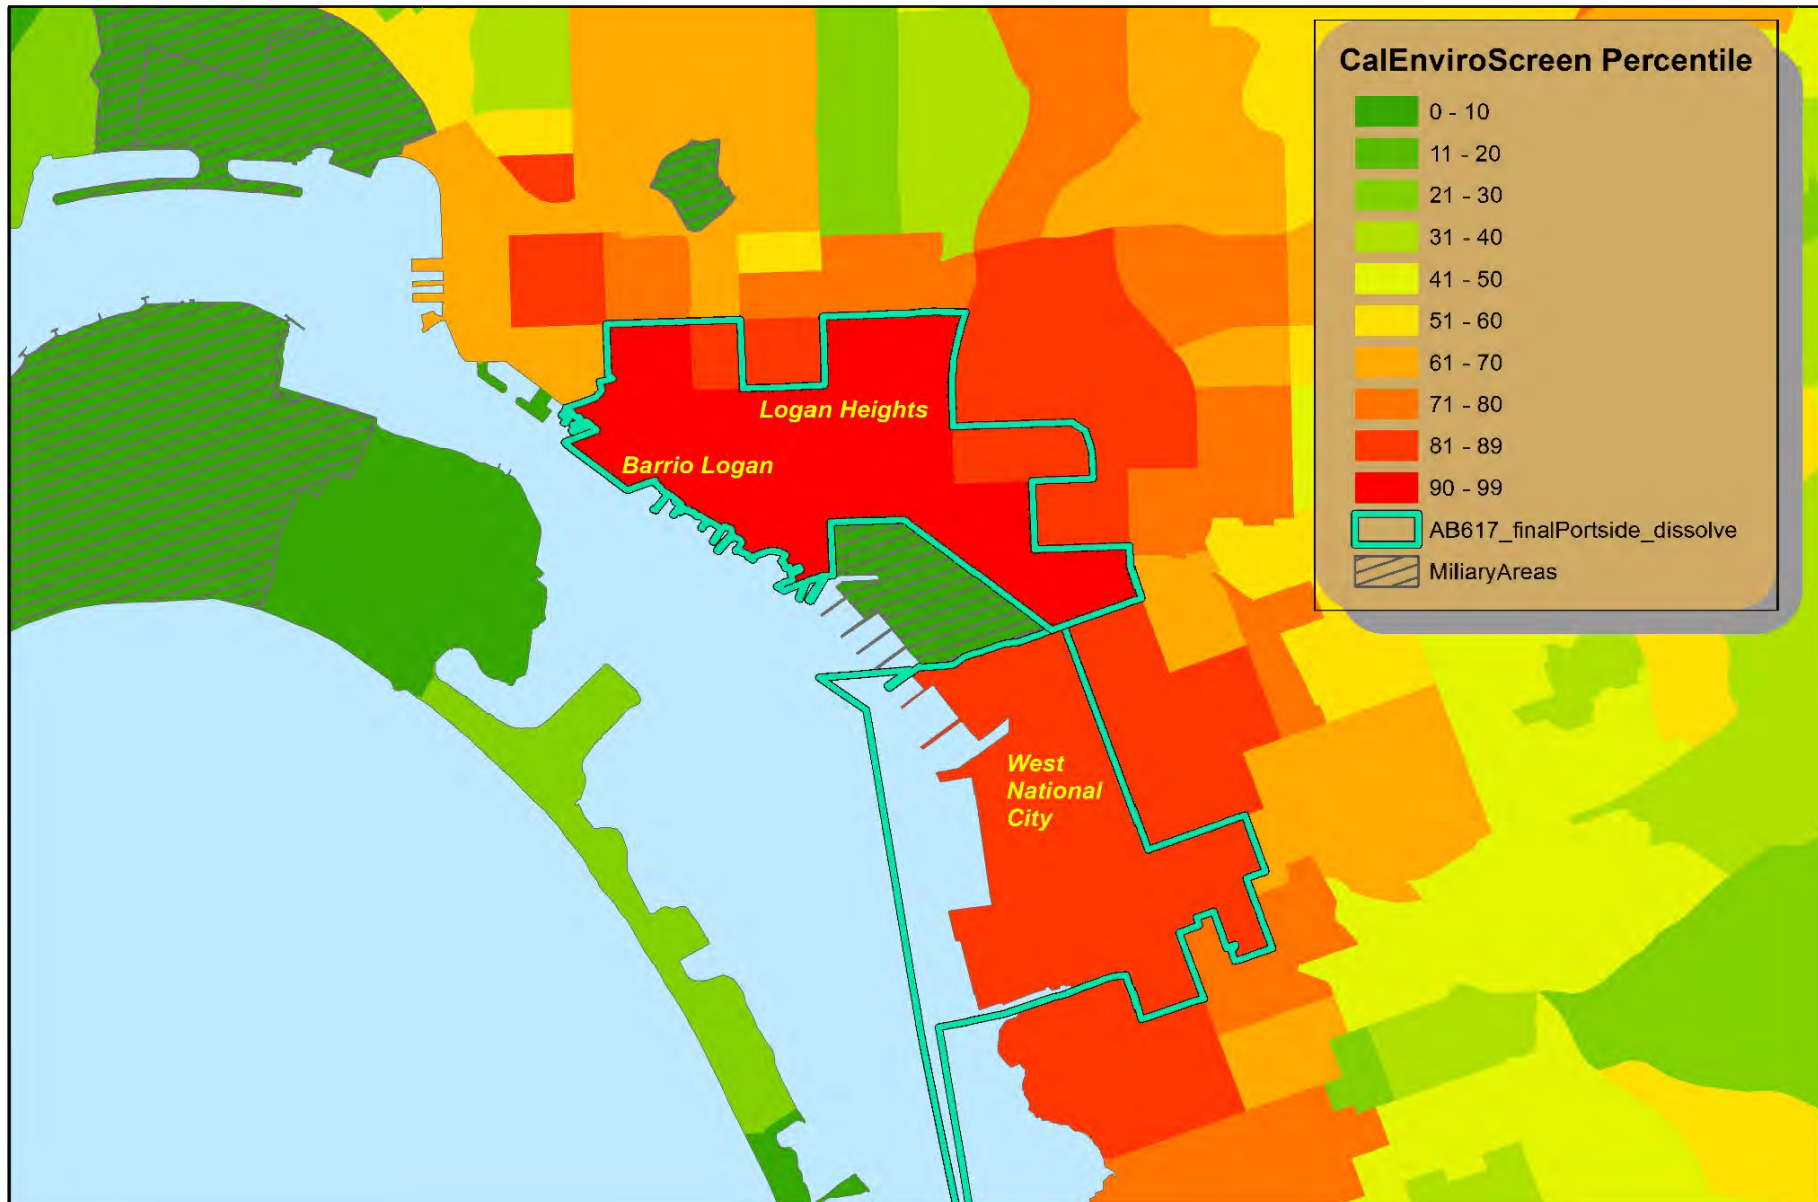 CalEnviroScreen Percentile
0 - 10
11 - 20
21 - 30
31 - 40
41 - 50
51 - 60
61 - 70
71 - 80
81 - 89
90 - 99
AB617_finalPortside_dissolve
MiliaryAreas
Logan Heights
Barrio Logan
West
National
City